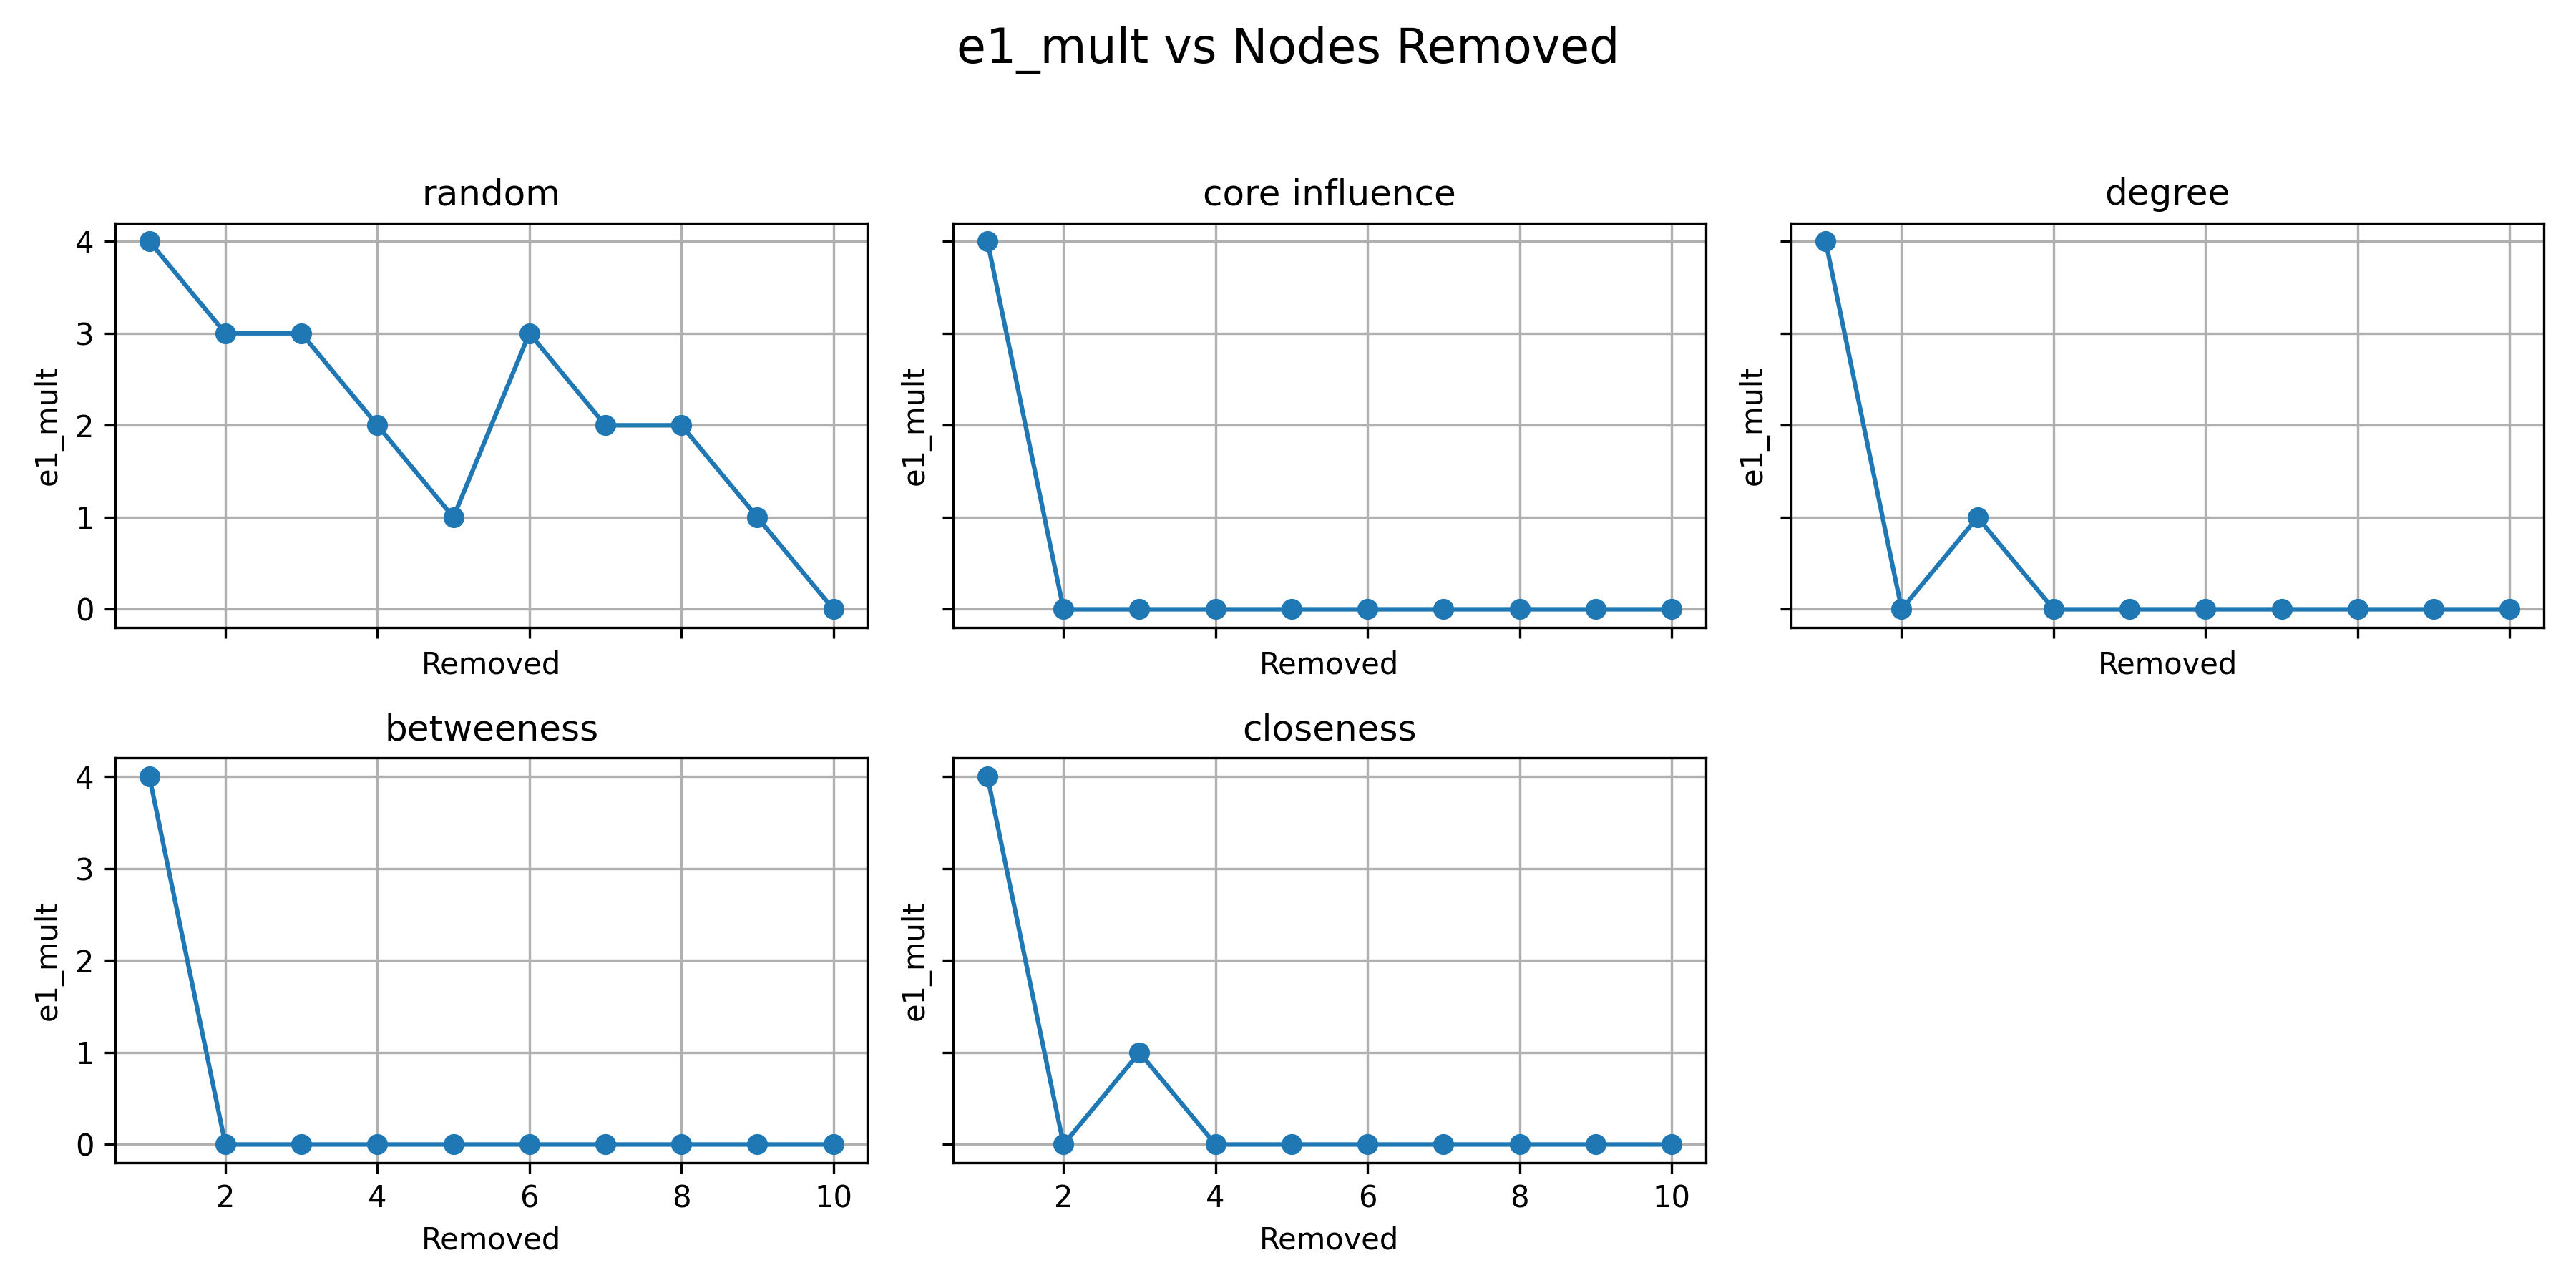 e1_mult vs Nodes Removed
random
core influence
degree
e1_mult
4
3
2
1
0
Removed
e1_mult
Removed
e1_mult
Removed
betweeness
closeness
e1_mult
4
3
2
1
0
2 4 6 8 10
Removed
e1_mult
2 4 6 8 10
Removed